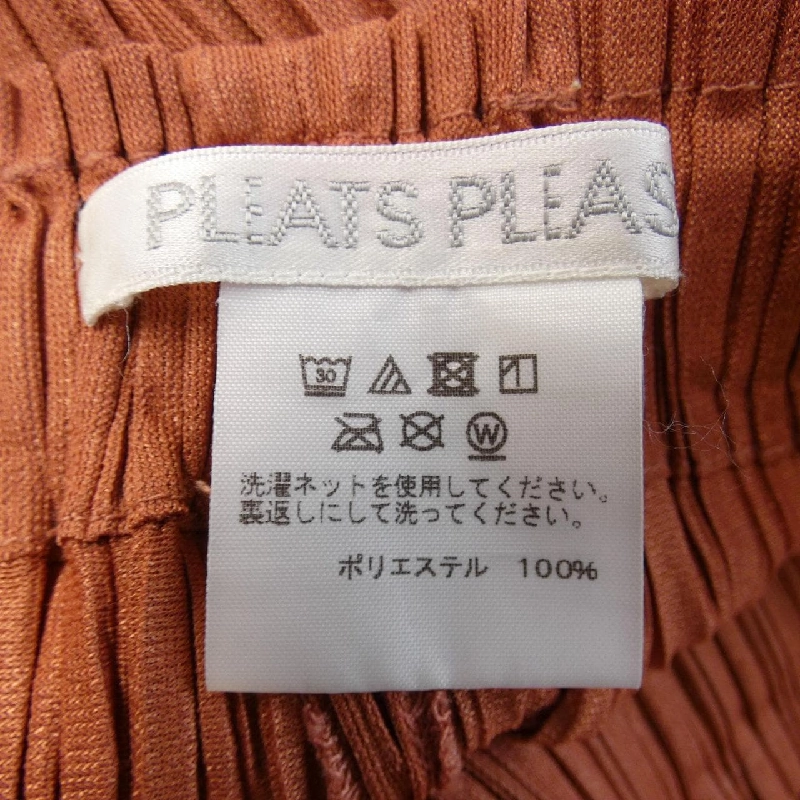 PLEATS PLEAS
30
W
洗濯ネットを使用してください。
裏返しにして洗ってください。
ポリエステル 100%